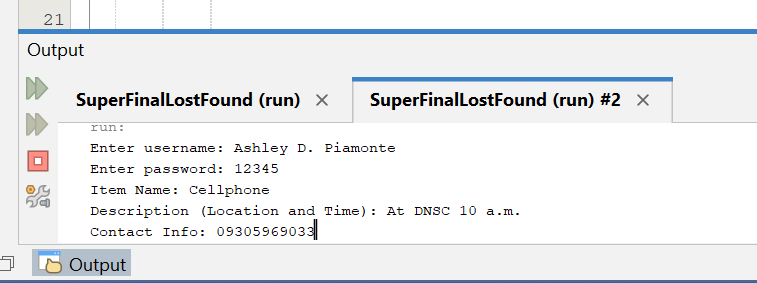 21
Output
SuperFinalLostFound (run) × SuperFinalLostFound (run) #2 ×
run:
Enter username: Ashley D. Piamonte
Enter password: 12345
Item Name: Cellphone
Description (Location and Time): At DNSC 10 a.m.
Contact Info: 09305969033
Output